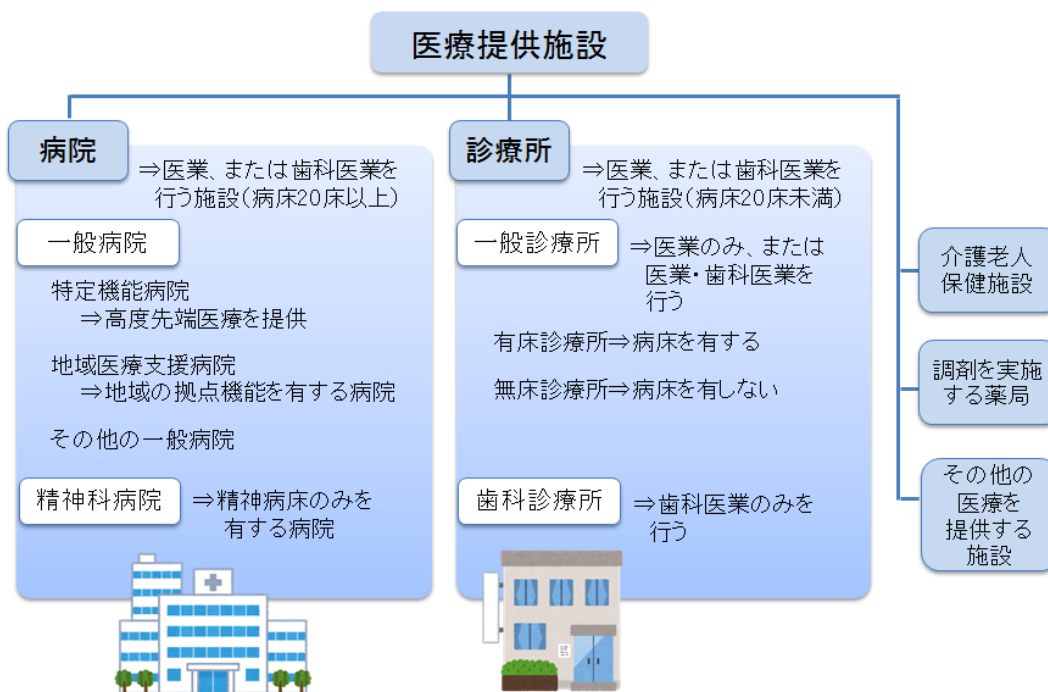 医療提供施設
病院
⇒医業、または歯科医業を
行う施設(病床20床以上)
一般病院
特定機能病院
⇒高度先端医療を提供
地域医療支援病院
⇒地域の拠点機能を有する病院
その他の一般病院
精神科病院
⇒精神病床のみを
有する病院
診療所
⇒医業、または歯科医業を
行う施設(病床20床未満)
一般診療所
⇒医業のみ、または
医業・歯科医業を
行う
有床診療所⇒病床を有する
無床診療所⇒病床を有しない
歯科診療所
⇒歯科医業のみを
行う
介護老人
保健施設
調剤を実施
する薬局
その他の
医療を
提供する
施設